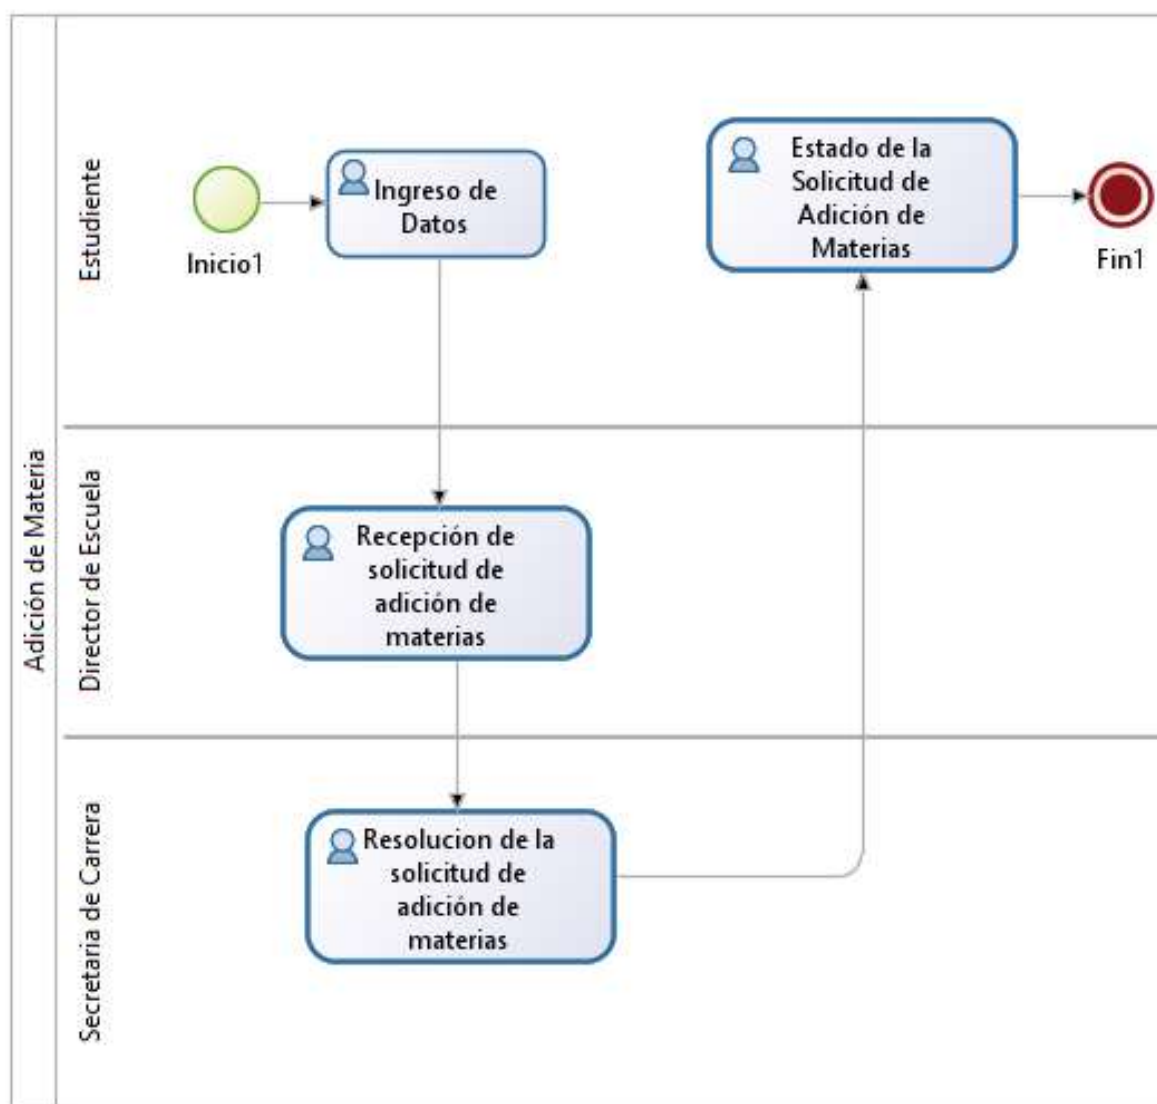 Adición de Materia
Estudiente
Inicio1
Ingreso de
Datos
Estado de la
Solicitud de
Adición de
Materias
Fin1
Director de Escuela
Recepción de
solicitud de
adición de
materias
Secretaria de Carrera
Resolucion de la
solicitud de
adición de
materias